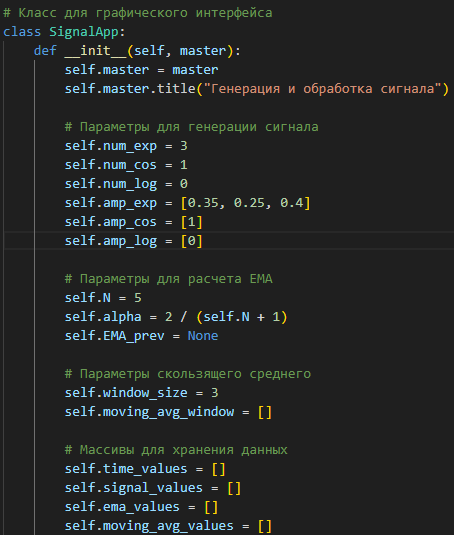 # Класс для графического интерфейса
class SignalApp:
    def __init__(self, master):
        self.master = master
        self.master.title("Генерация и обработка сигнала")

        # Параметры для генерации сигнала
        self.num_exp = 3
        self.num_cos = 1
        self.num_log = 0
        self.amp_exp = [0.35, 0.25, 0.4]
        self.amp_cos = [1]
        self.amp_log = [0]

        # Параметры для расчета EMA
        self.N = 5
        self.alpha = 2 / (self.N + 1)
        self.EMA_prev = None

        # Параметры скользящего среднего
        self.window_size = 3
        self.moving_avg_window = []

        # Массивы для хранения данных
        self.time_values = []
        self.signal_values = []
        self.ema_values = []
        self.moving_avg_values = []